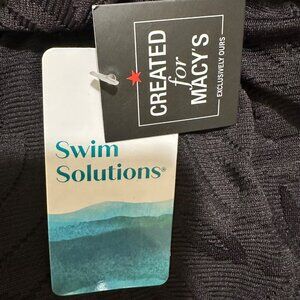 CREATED
for
MACY'S
EXCLUSIVELY OURS
Swim
Solutions®